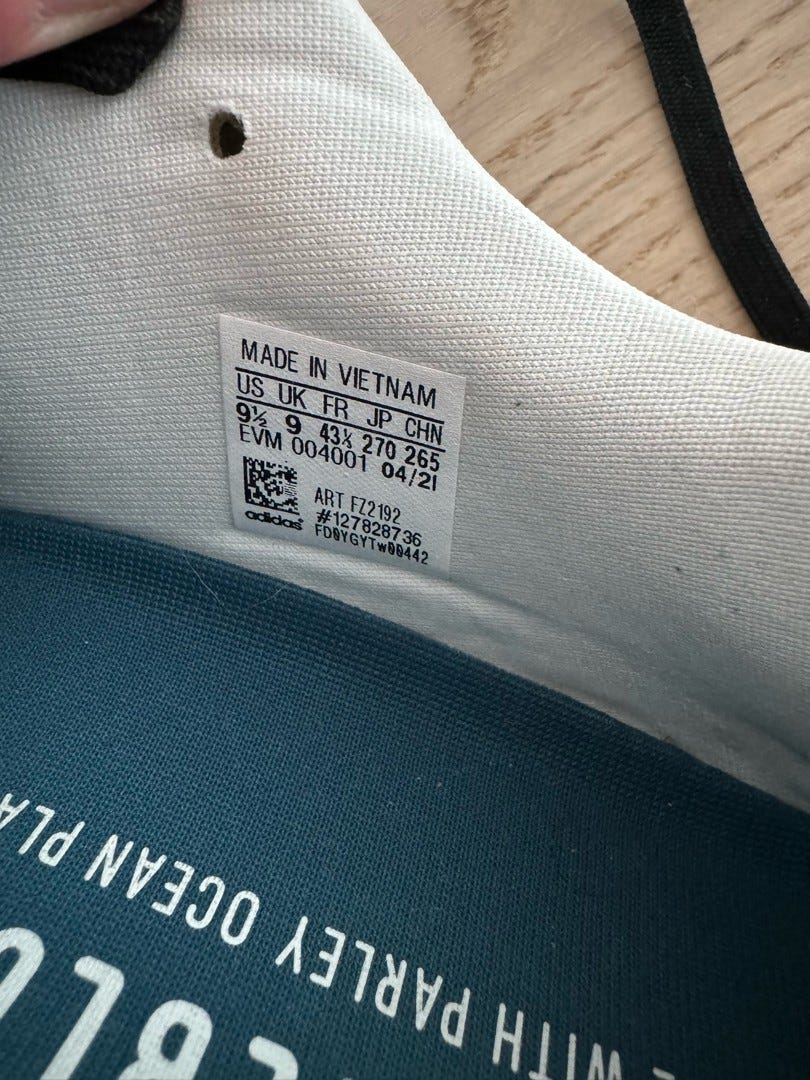 MADE IN VIETNAM
US UK FR JP CHN
9½ 9 43⅓ 270 265
EVM 004001 04/21
ART FZ2192
#127828736
FD0YGYTw00442
adidas
WITH PARLEY OCEAN PLA
BLU